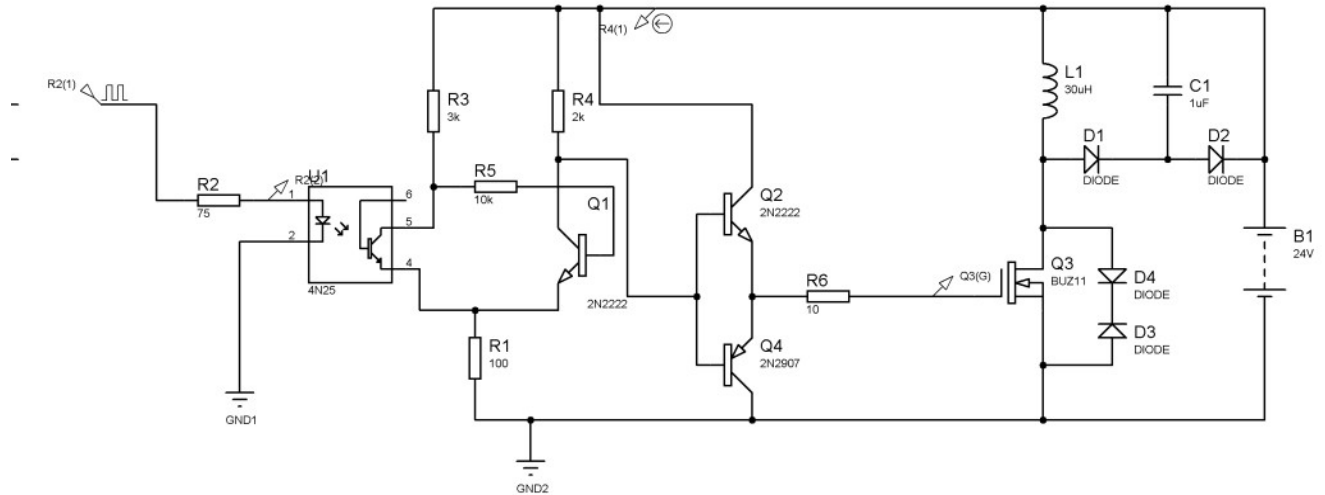 R4(1)
R2(1)
R3
3k
R4
2k
L1
30uH
C1
1uF
D1
DIODE
D2
DIODE
R2
75
R2(2)
U1
1
2
6
5
4
4N25
R5
10k
Q1
2N2222
Q2
2N2222
R6
10
Q3(G)
Q3
BUZ11
D4
DIODE
D3
DIODE
B1
24V
R1
100
Q4
2N2907
GND1
GND2